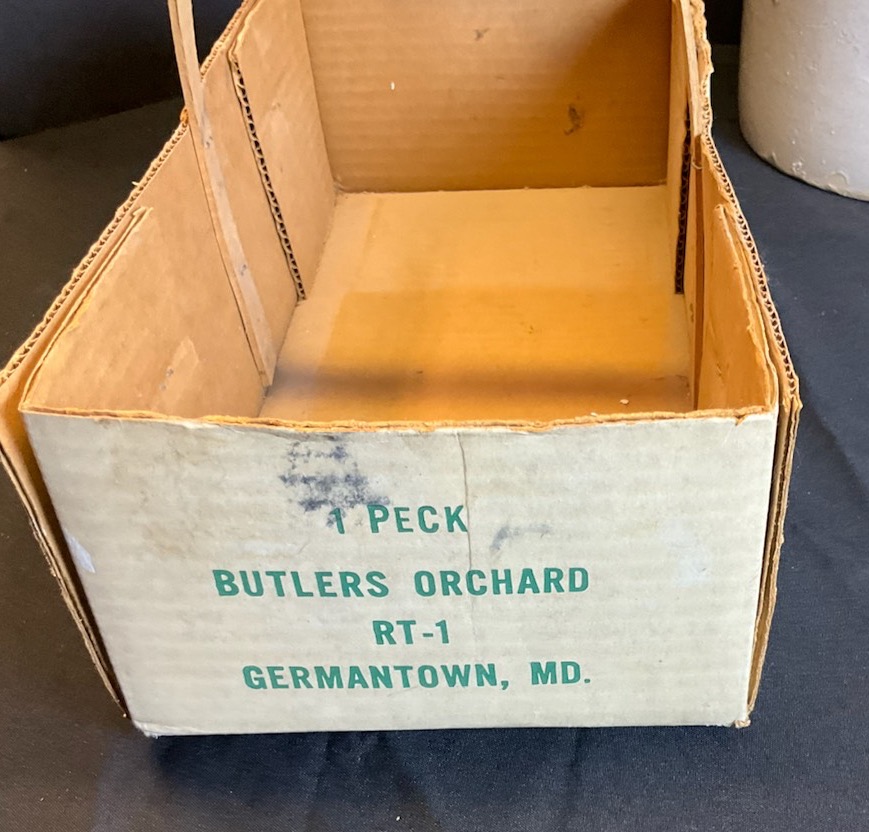 1 PECK
BUTLERS ORCHARD
RT-1
GERMANTOWN, MD.